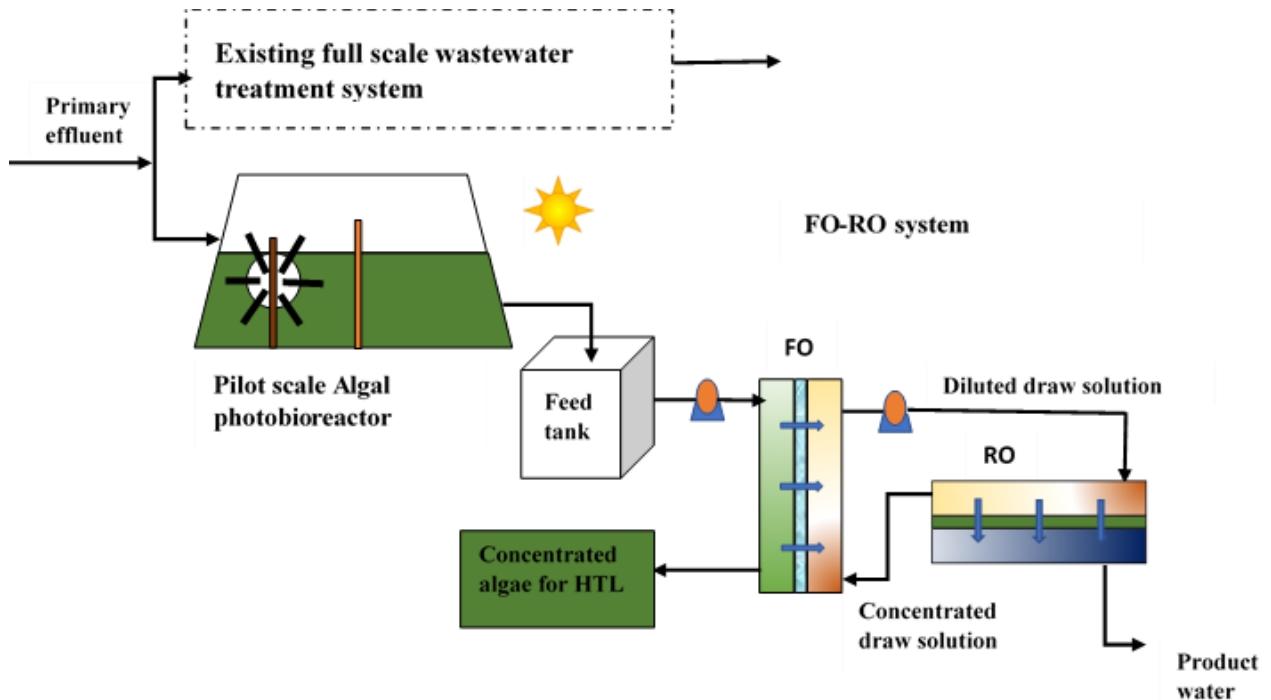 Existing full scale wastewater
treatment system
Primary
effluent
FO-RO system
Pilot scale Algal
photobioreactor
Feed
tank
FO
Diluted draw solution
RO
Concentrated
algae for HTL
Concentrated
draw solution
Product
water